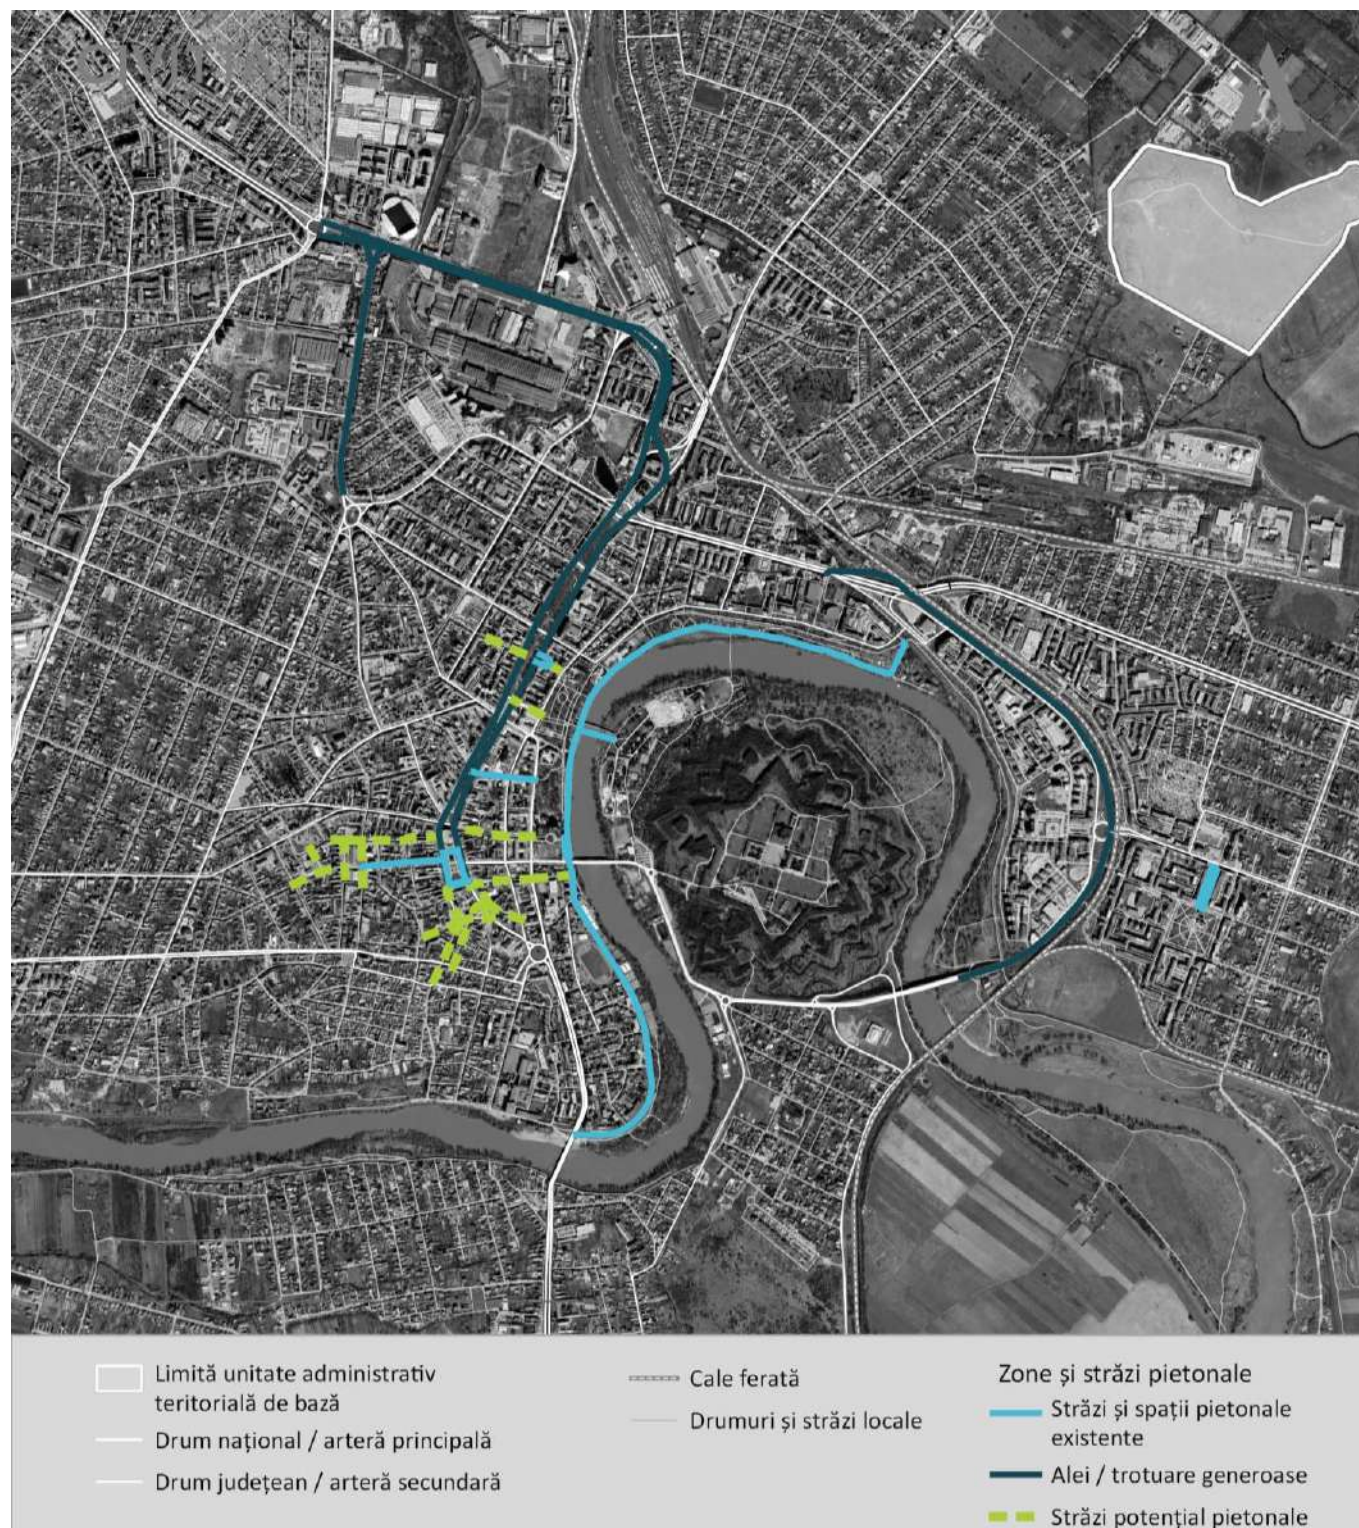 Limită unitate administrativ
teritorială de bază
Drum național / arteră principală
Drum județean / arteră secundară
Cale ferată
Drumuri și străzi locale
Zone și străzi pietonale
Străzi și spații pietonale
existente
Alei / trotuare generoase
Străzi potențial pietonale